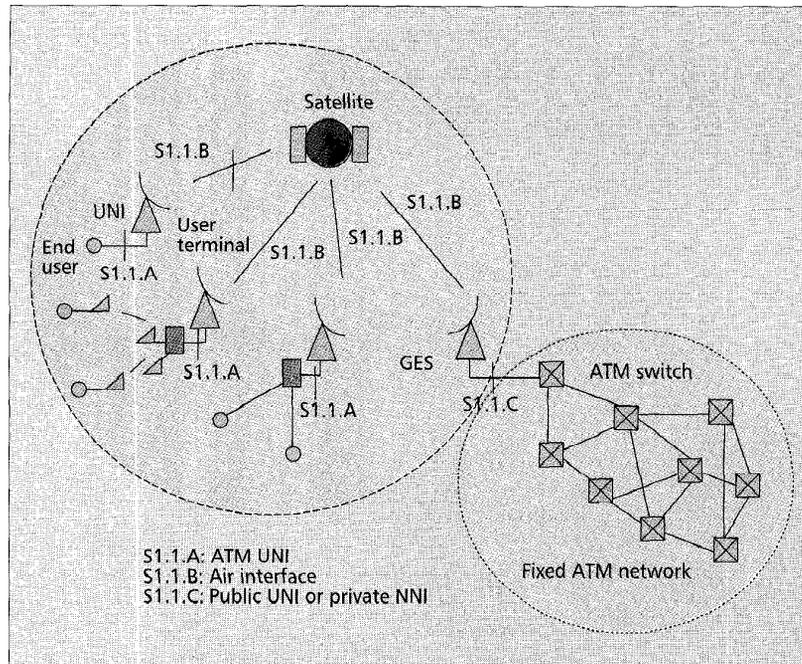 Satellite
S1.1.B
UNI
User
terminal
S1.1.B
S1.1.B
S1.1.B
End
user
S1.1.A
S1.1.A
S1.1.A
GES
S1.1.C
ATM switch
Fixed ATM network
S1.1.A: ATM UNI
S1.1.B: Air interface
S1.1.C: Public UNI or private NNI